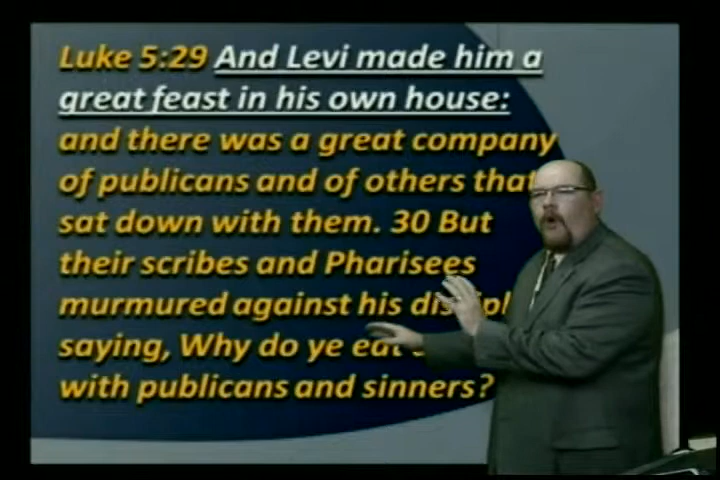 Luke 5:29 And Levi made him a
great feast in his own house:
and there was a great company
of publicans and of others that
sat down with them. 30 But
their scribes and Pharisees
murmured against his
saying, Why do ye eat
with publicans and sinners?